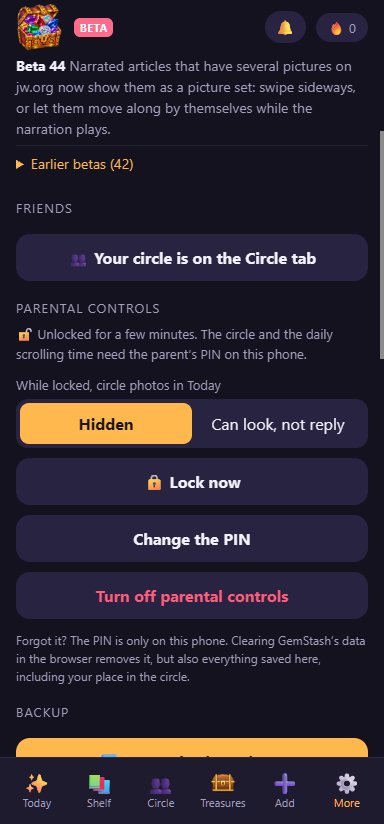 BETA
0
Beta 44 Narrated articles that have several pictures on
jw.org now show them as a picture set: swipe sideways,
or let them move along by themselves while the
narration plays.
Earlier betas (42)
FRIENDS
Your circle is on the Circle tab
PARENTAL CONTROLS
Unlocked for a few minutes. The circle and the daily
scrolling time need the parent's PIN on this phone.
While locked, circle photos in Today
Hidden
Can look, not reply
Lock now
Change the PIN
Turn off parental controls
Forgot it? The PIN is only on this phone. Clearing GemStash's data
in the browser removes it, but also everything saved here,
including your place in the circle.
BACKUP
Today
Shelf
Circle
Treasures
Add
More